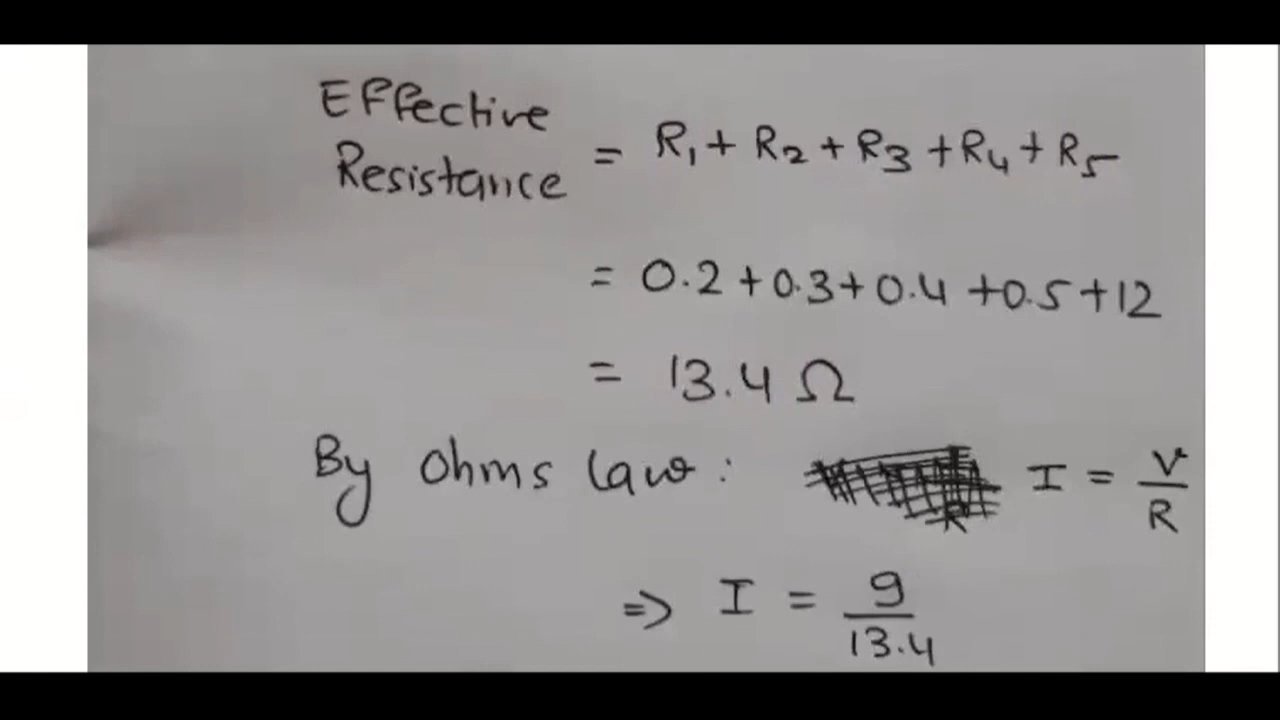 Effective
Resistance = R₁ + R₂ + R₃ + R₄ + R₅
= 0.2 + 0.3 + 0.4 + 0.5 + 12
= 13.4 Ω
By Ohms law : I = V/R
=> I = 9/13.4